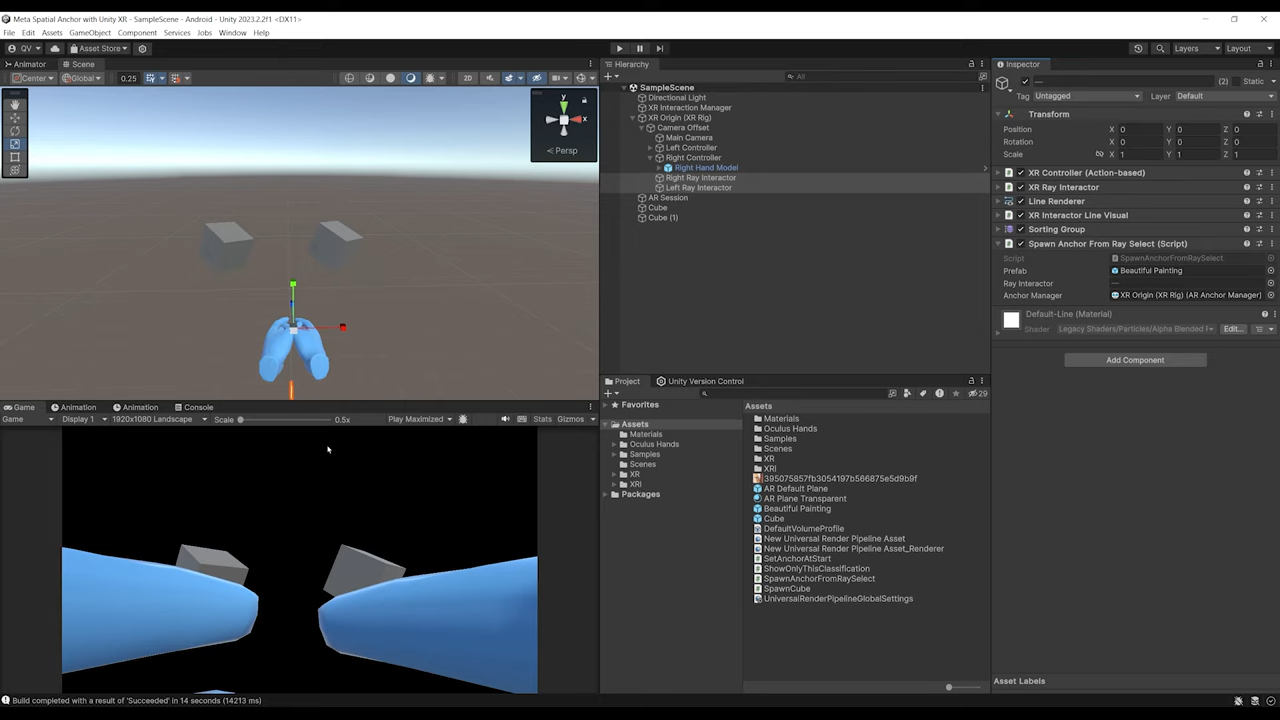 Meta Spatial Anchor with Unity XR - SampleScene - Android - Unity 2023.2.2f1 <DX11>
File Edit Assets GameObject Component Services Jobs Window Help
QV Asset Store Layers Layout
Animator Scene
Center Global 0.25 2D
y
x
< Persp
Hierarchy
All
SampleScene
Directional Light
XR Interaction Manager
XR Origin (XR Rig)
Camera Offset
Main Camera
Left Controller
Right Controller
Right Hand Model
Right Ray Interactor
Left Ray Interactor
AR Session
Cube
Cube (1)
Inspector
— (2) Static
Tag Untagged Layer Default
Transform
Position X 0 Y 0 Z 0
Rotation X 0 Y 0 Z 0
Scale X 1 Y 1 Z 1
XR Controller (Action-based)
XR Ray Interactor
Line Renderer
XR Interactor Line Visual
Sorting Group
Spawn Anchor From Ray Select (Script)
Script SpawnAnchorFromRaySelect
Prefab Beautiful Painting
Ray Interactor —
Anchor Manager XR Origin (XR Rig) (AR Anchor Manager)
Default-Line (Material)
Shader Legacy Shaders/Particles/Alpha Blended Edit...
Add Component
Asset Labels
Game Animation Animation Console
Game Display 1 1920x1080 Landscape Scale 0.5x Play Maximized Stats Gizmos
Project Unity Version Control
29
Favorites
Assets
Materials
Oculus Hands
Samples
Scenes
XR
XRI
Packages
Assets
Materials
Oculus Hands
Samples
Scenes
XR
XRI
395075857fb3054197b566875e5d9b9f
AR Default Plane
AR Plane Transparent
Beautiful Painting
Cube
DefaultVolumeProfile
New Universal Render Pipeline Asset
New Universal Render Pipeline Asset_Renderer
SetAnchorAtStart
ShowOnlyThisClassification
SpawnAnchorFromRaySelect
SpawnCube
UniversalRenderPipelineGlobalSettings
Build completed with a result of 'Succeeded' in 14 seconds (14213 ms)